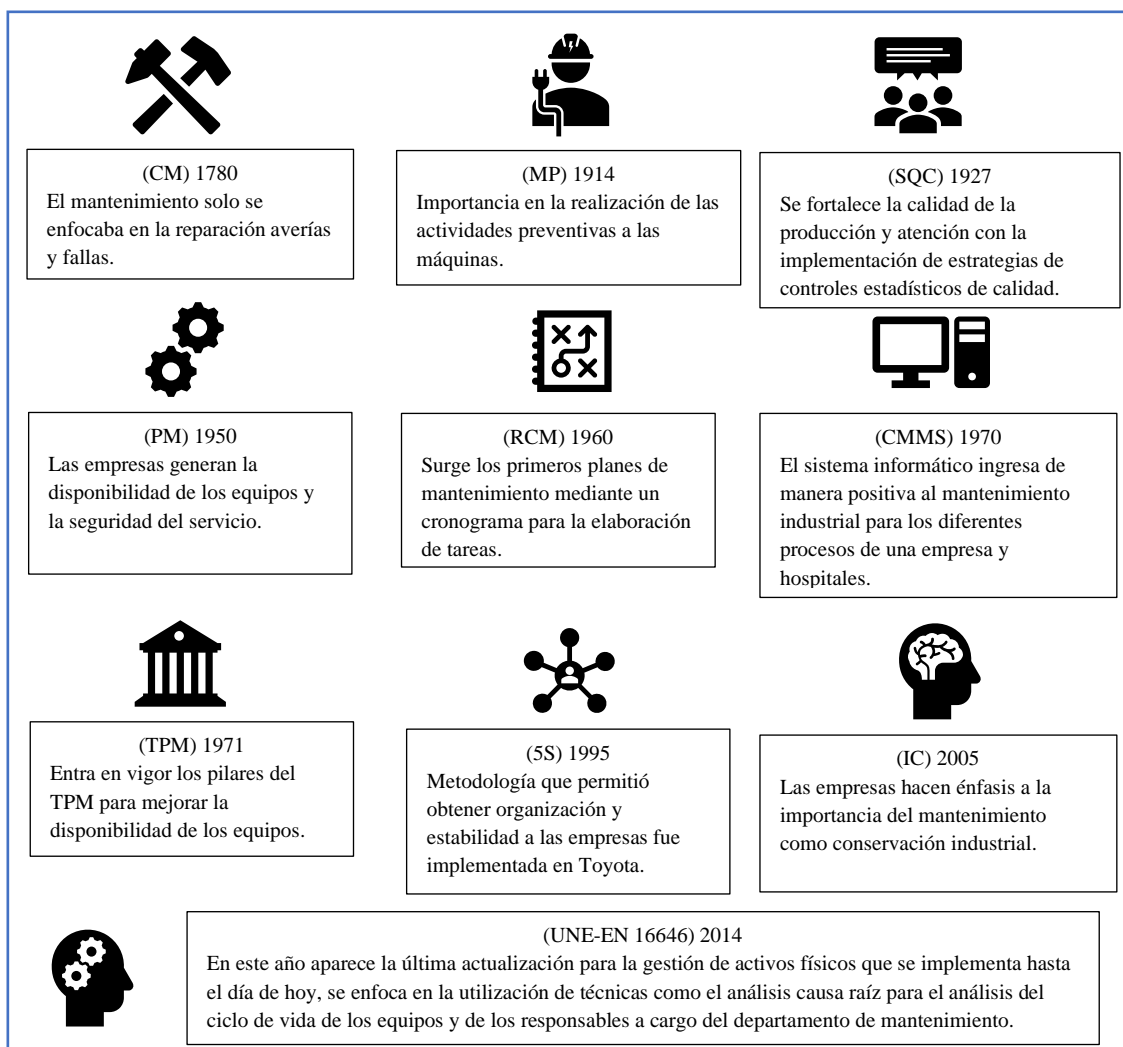 (CM) 1780
El mantenimiento solo se
enfocaba en la reparación averías
y fallas.
(MP) 1914
Importancia en la realización de las
actividades preventivas a las
máquinas.
(SQC) 1927
Se fortalece la calidad de la
producción y atención con la
implementación de estrategias de
controles estadísticos de calidad.
(PM) 1950
Las empresas generan la
disponibilidad de los equipos y
la seguridad del servicio.
(RCM) 1960
Surge los primeros planes de
mantenimiento mediante un
cronograma para la elaboración
de tareas.
(CMMS) 1970
El sistema informático ingresa de
manera positiva al mantenimiento
industrial para los diferentes
procesos de una empresa y
hospitales.
(TPM) 1971
Entra en vigor los pilares del
TPM para mejorar la
disponibilidad de los equipos.
(5S) 1995
Metodología que permitió
obtener organización y
estabilidad a las empresas fue
implementada en Toyota.
(IC) 2005
Las empresas hacen énfasis a la
importancia del mantenimiento
como conservación industrial.
(UNE-EN 16646) 2014
En este año aparece la última actualización para la gestión de activos físicos que se implementa hasta
el día de hoy, se enfoca en la utilización de técnicas como el análisis causa raíz para el análisis del
ciclo de vida de los equipos y de los responsables a cargo del departamento de mantenimiento.